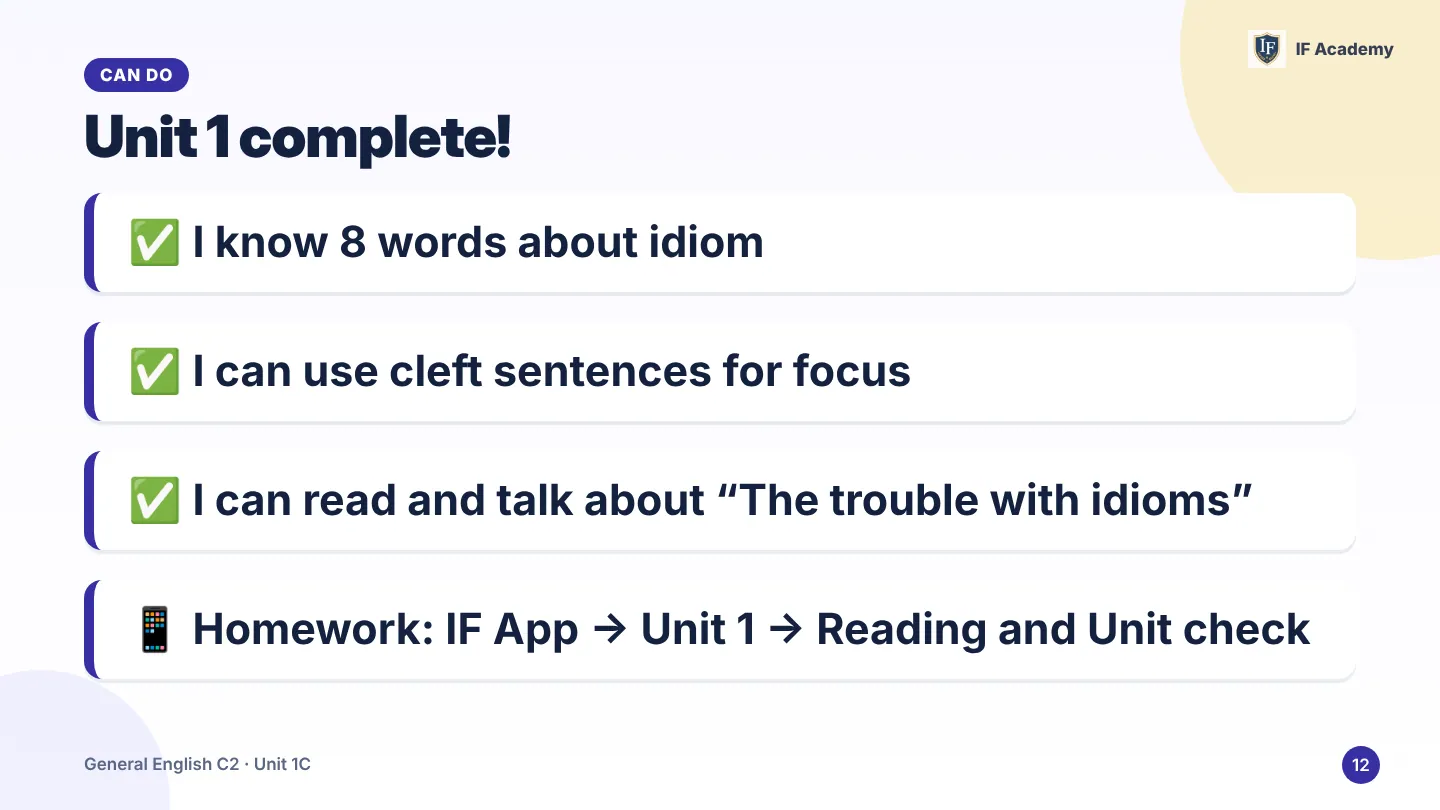 IF Academy
CAN DO
Unit 1 complete!
✅ I know 8 words about idiom
✅ I can use cleft sentences for focus
✅ I can read and talk about “The trouble with idioms”
📱 Homework: IF App → Unit 1 → Reading and Unit check
General English C2 · Unit 1C
12